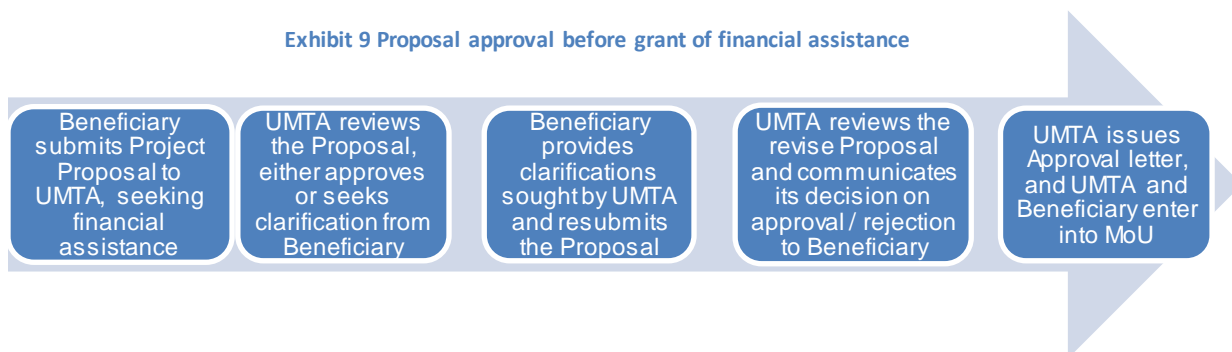 Exhibit 9 Proposal approval before grant of financial assistance
Beneficiary
submits Project
Proposal to
UMTA, seeking
financial
assistance
UMTA reviews
the Proposal,
either approves
or seeks
clarification from
Beneficiary
Beneficiary
provides
clarifications
sought by UMTA
and resubmits
the Proposal
UMTA reviews the
revise Proposal
and communicates
its decision on
approval / rejection
to Beneficiary
UMTA issues
Approval letter,
and UMTA and
Beneficiary enter
into MoU